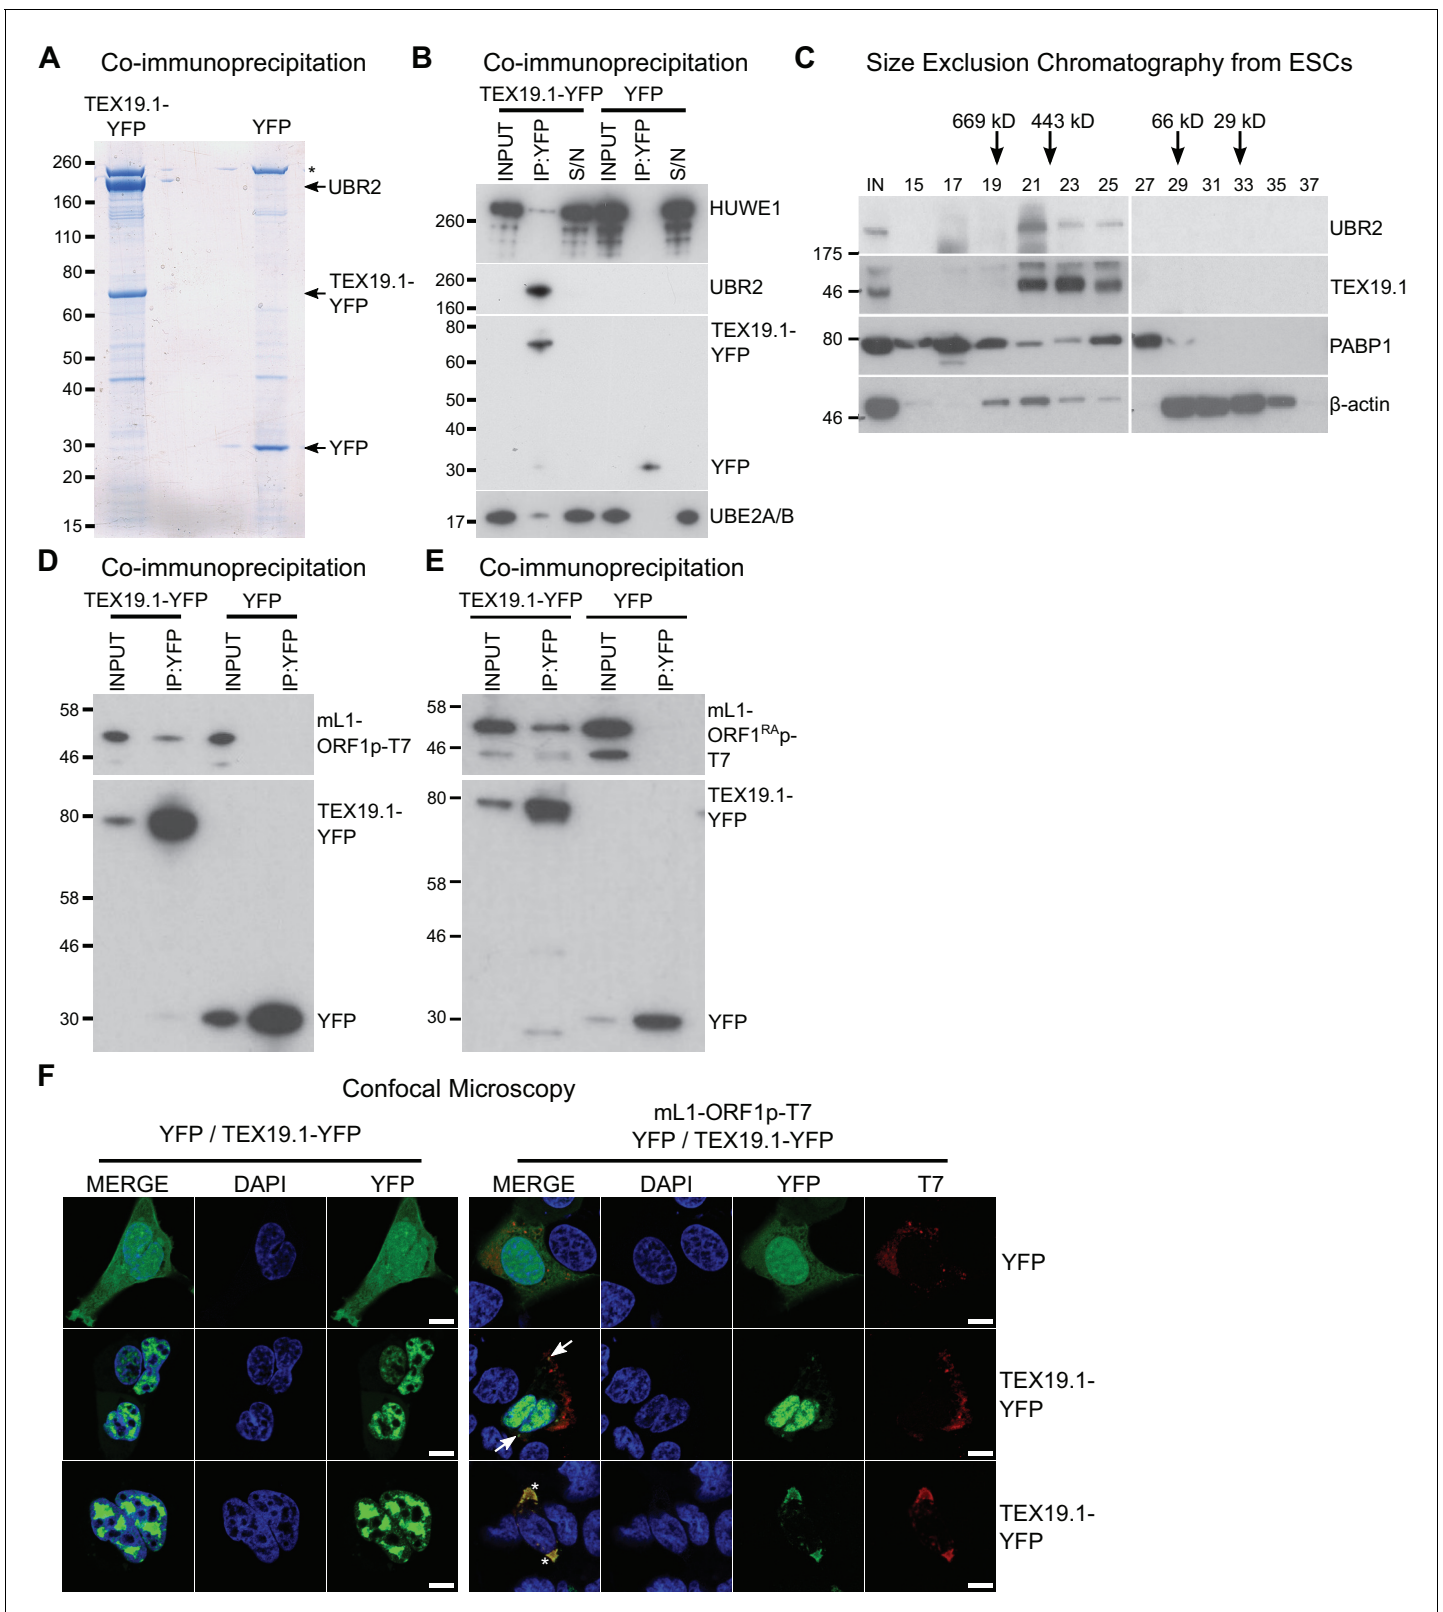 A Co-immunoprecipitation
TEX19.1-
YFP
YFP
260
160
110
80
60
50
40
30
20
15
*
UBR2
TEX19.1-
YFP
YFP
B Co-immunoprecipitation
TEX19.1-YFP YFP
INPUT IP:YFP S/N INPUT IP:YFP S/N
260
HUWE1
260
160
UBR2
80
60
50
40
30
TEX19.1-
YFP
YFP
17
UBE2A/B
C Size Exclusion Chromatography from ESCs
669 kD 443 kD 66 kD 29 kD
IN 15 17 19 21 23 25 27 29 31 33 35 37
UBR2
175
46
TEX19.1
80
PABP1
46
β-actin
D Co-immunoprecipitation
TEX19.1-YFP YFP
INPUT IP:YFP INPUT IP:YFP
58
46
mL1-
ORF1p-T7
80
58
46
30
TEX19.1-
YFP
YFP
E Co-immunoprecipitation
TEX19.1-YFP YFP
INPUT IP:YFP INPUT IP:YFP
58
46
mL1-
ORF1RAp-
T7
80
58
46
30
TEX19.1-
YFP
YFP
F Confocal Microscopy
YFP / TEX19.1-YFP
mL1-ORF1p-T7
YFP / TEX19.1-YFP
MERGE DAPI YFP MERGE DAPI YFP T7
YFP
TEX19.1-
YFP
*
*
TEX19.1-
YFP